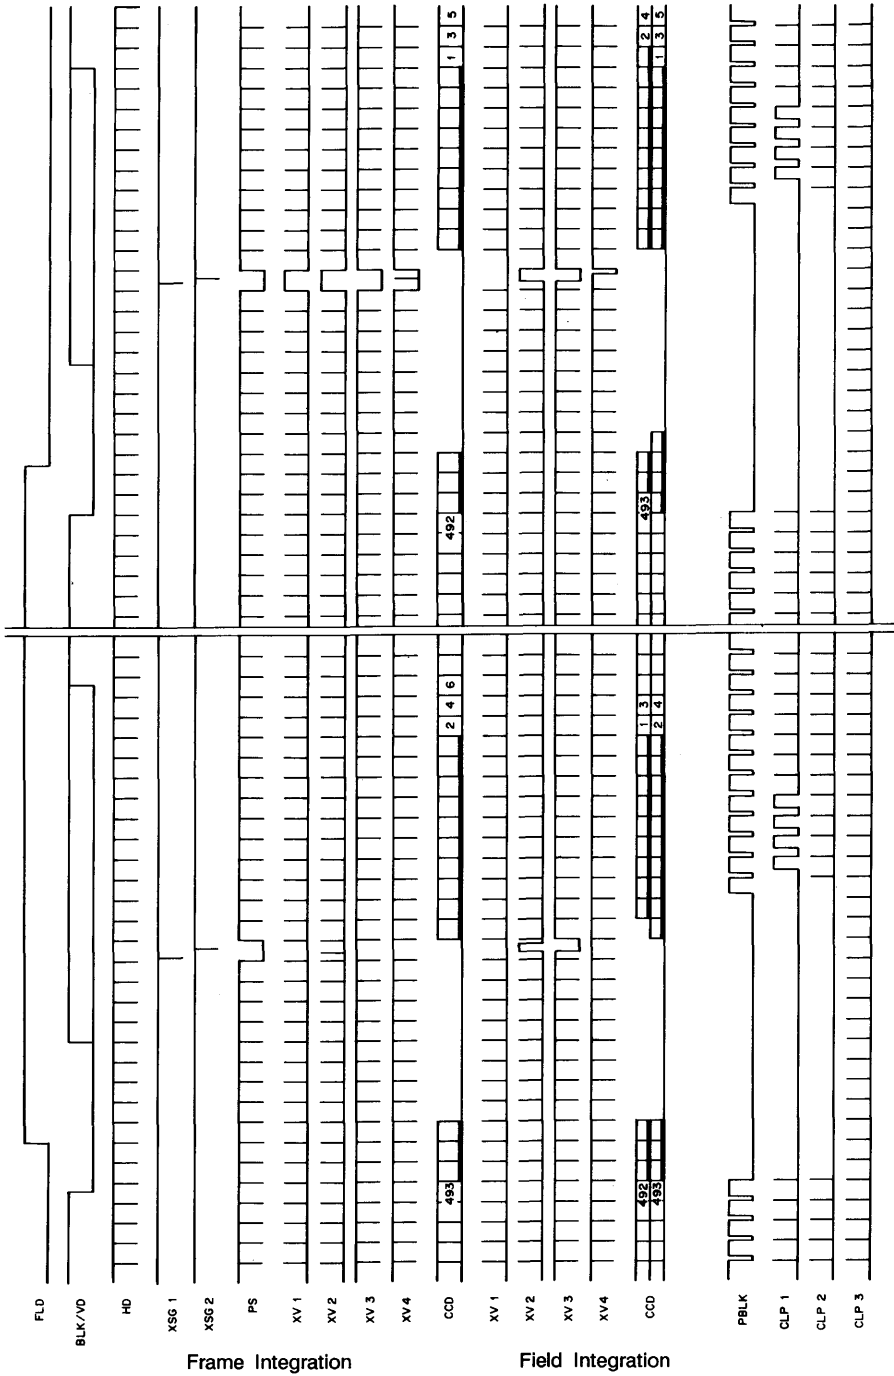 FLD
BLK/VD
HD
XSG 1
XSG 2
PS
XV 1
XV 2
XV 3
XV 4
CCD
493
2 4 6
492
1 3 5
XV 1
XV 2
XV 3
XV 4
CCD
492
493
1 3
2 4
493
2 4
1 3 5
PBLK
CLP 1
CLP 2
CLP 3
Frame Integration
Field Integration